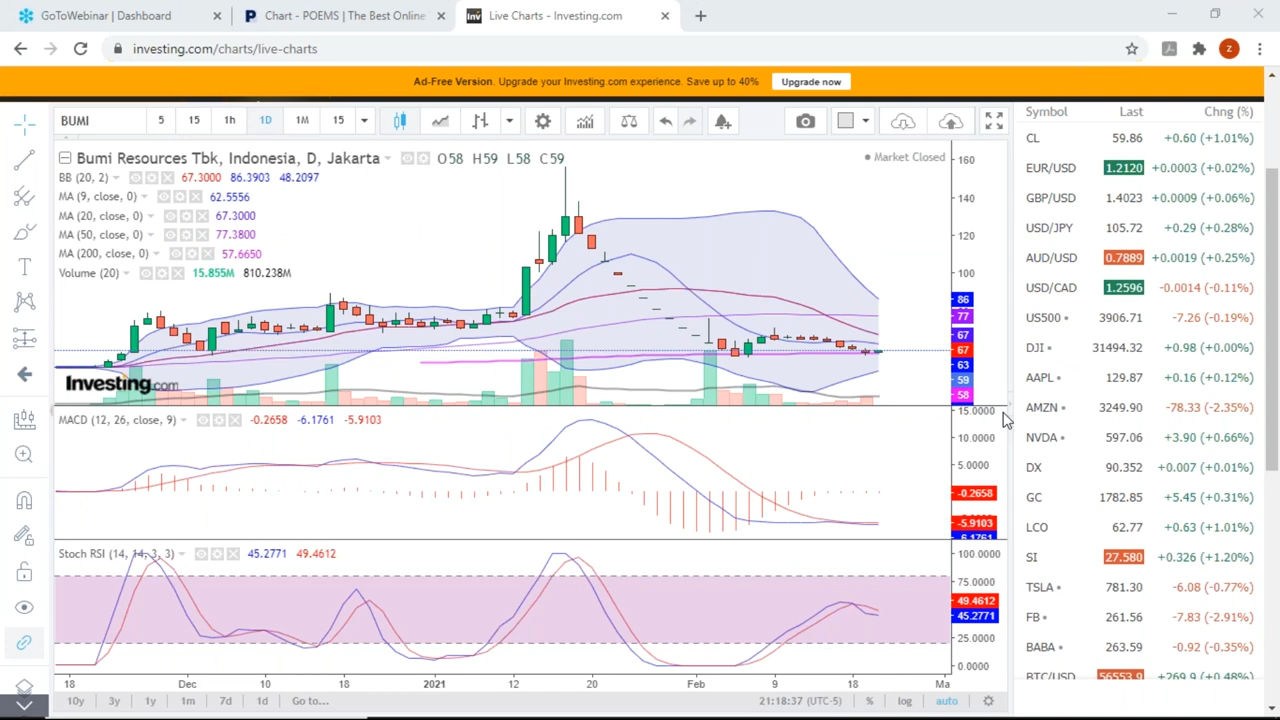 GoToWebinar | Dashboard
Chart - POEMS | The Best Online
Live Charts - Investing.com
investing.com/charts/live-charts
Z
Ad-Free Version. Upgrade your Investing.com experience. Save up to 40% Upgrade now
BUMI 5 15 1h 1D 1M 15
Bumi Resources Tbk, Indonesia, D, Jakarta O58 H59 L58 C59
Market Closed
BB (20, 2) 67.3000 86.3903 48.2097
MA (9, close, 0) 62.5556
MA (20, close, 0) 67.3000
MA (50, close, 0) 77.3800
MA (200, close, 0) 57.6650
Volume (20) 15.855M 810.238M
160
140
120
100
86
77
67
67
63
59
58
Investing.com
MACD (12, 26, close, 9) -0.2658 -6.1761 -5.9103
15.0000
10.0000
5.0000
-0.2658
-5.9103
-6.1761
Stoch RSI (14, 14, 3, 3) 45.2771 49.4612
100.0000
75.0000
49.4612
45.2771
25.0000
0.0000
18 Dec 10 18 2021 12 20 Feb 9 18 Ma
10y 3y 1y 1m 7d 1d Go to...
21:18:37 (UTC-5) % log auto
Symbol Last Chng (%)
CL 59.86 +0.60 (+1.01%)
EUR/USD 1.2120 +0.0003 (+0.02%)
GBP/USD 1.4023 +0.0009 (+0.06%)
USD/JPY 105.72 +0.29 (+0.28%)
AUD/USD 0.7889 +0.0019 (+0.25%)
USD/CAD 1.2596 -0.0014 (-0.11%)
US500 3906.71 -7.26 (-0.19%)
DJI 31494.32 +0.98 (+0.00%)
AAPL 129.87 +0.16 (+0.12%)
AMZN 3249.90 -78.33 (-2.35%)
NVDA 597.06 +3.90 (+0.66%)
DX 90.352 +0.007 (+0.01%)
GC 1782.85 +5.45 (+0.31%)
LCO 62.77 +0.63 (+1.01%)
SI 27.580 +0.326 (+1.20%)
TSLA 781.30 -6.08 (-0.77%)
FB 261.56 -7.83 (-2.91%)
BABA 263.59 -0.92 (-0.35%)
BTC/USD 56553.9 +269.9 (+0.48%)